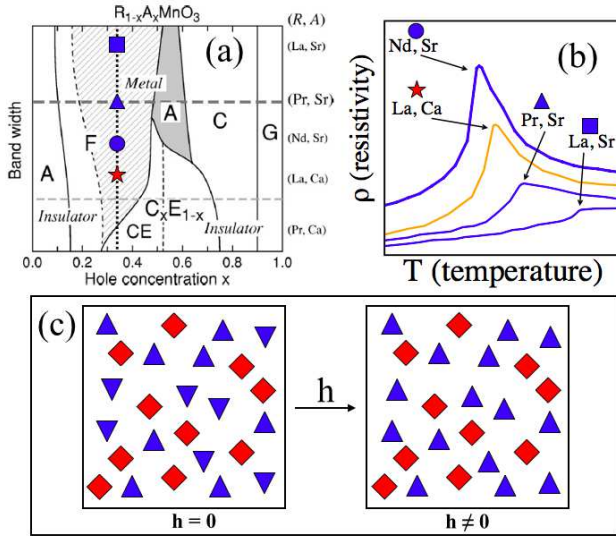 R1-xAxMnO3
(R, A)
(a)
(La, Sr)
Metal
(Pr, Sr)
F
A
C
G
(Nd, Sr)
A
(La, Ca)
Insulator
CxE1-x
Insulator
CE
(Pr, Ca)
Band width
0.0 0.2 0.4 0.6 0.8 1.0
Hole concentration x
(b)
Nd, Sr
La, Ca
Pr, Sr
La, Sr
ρ (resistivity)
T (temperature)
(c)
h
h = 0
h ≠ 0